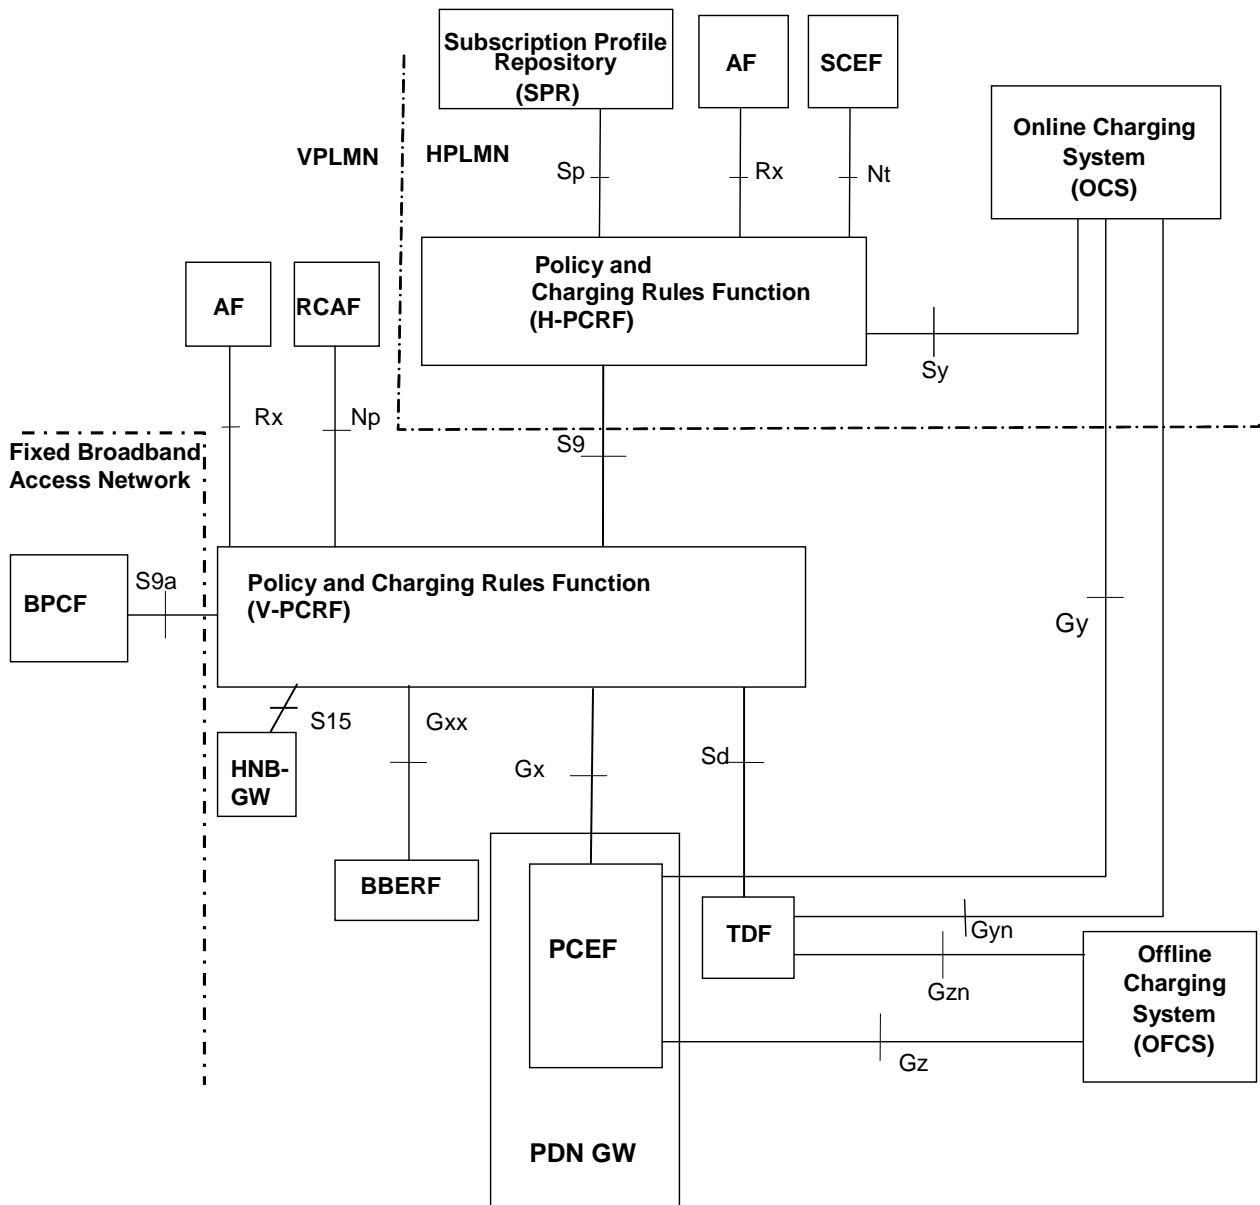 Subscription Profile
Repository
(SPR)
AF
SCEF
Online Charging
System
(OCS)
VPLMN
HPLMN
Sp
Rx
Nt
Policy and
Charging Rules Function
(H-PCRF)
AF
RCAF
Sy
Rx
Np
S9
Fixed Broadband
Access Network
BPCF
S9a
Policy and Charging Rules Function
(V-PCRF)
Gy
S15
Gxx
Gx
Sd
HNB-
GW
BBERF
PCEF
TDF
Gyn
Gzn
Gz
Offline
Charging
System
(OFCS)
PDN GW